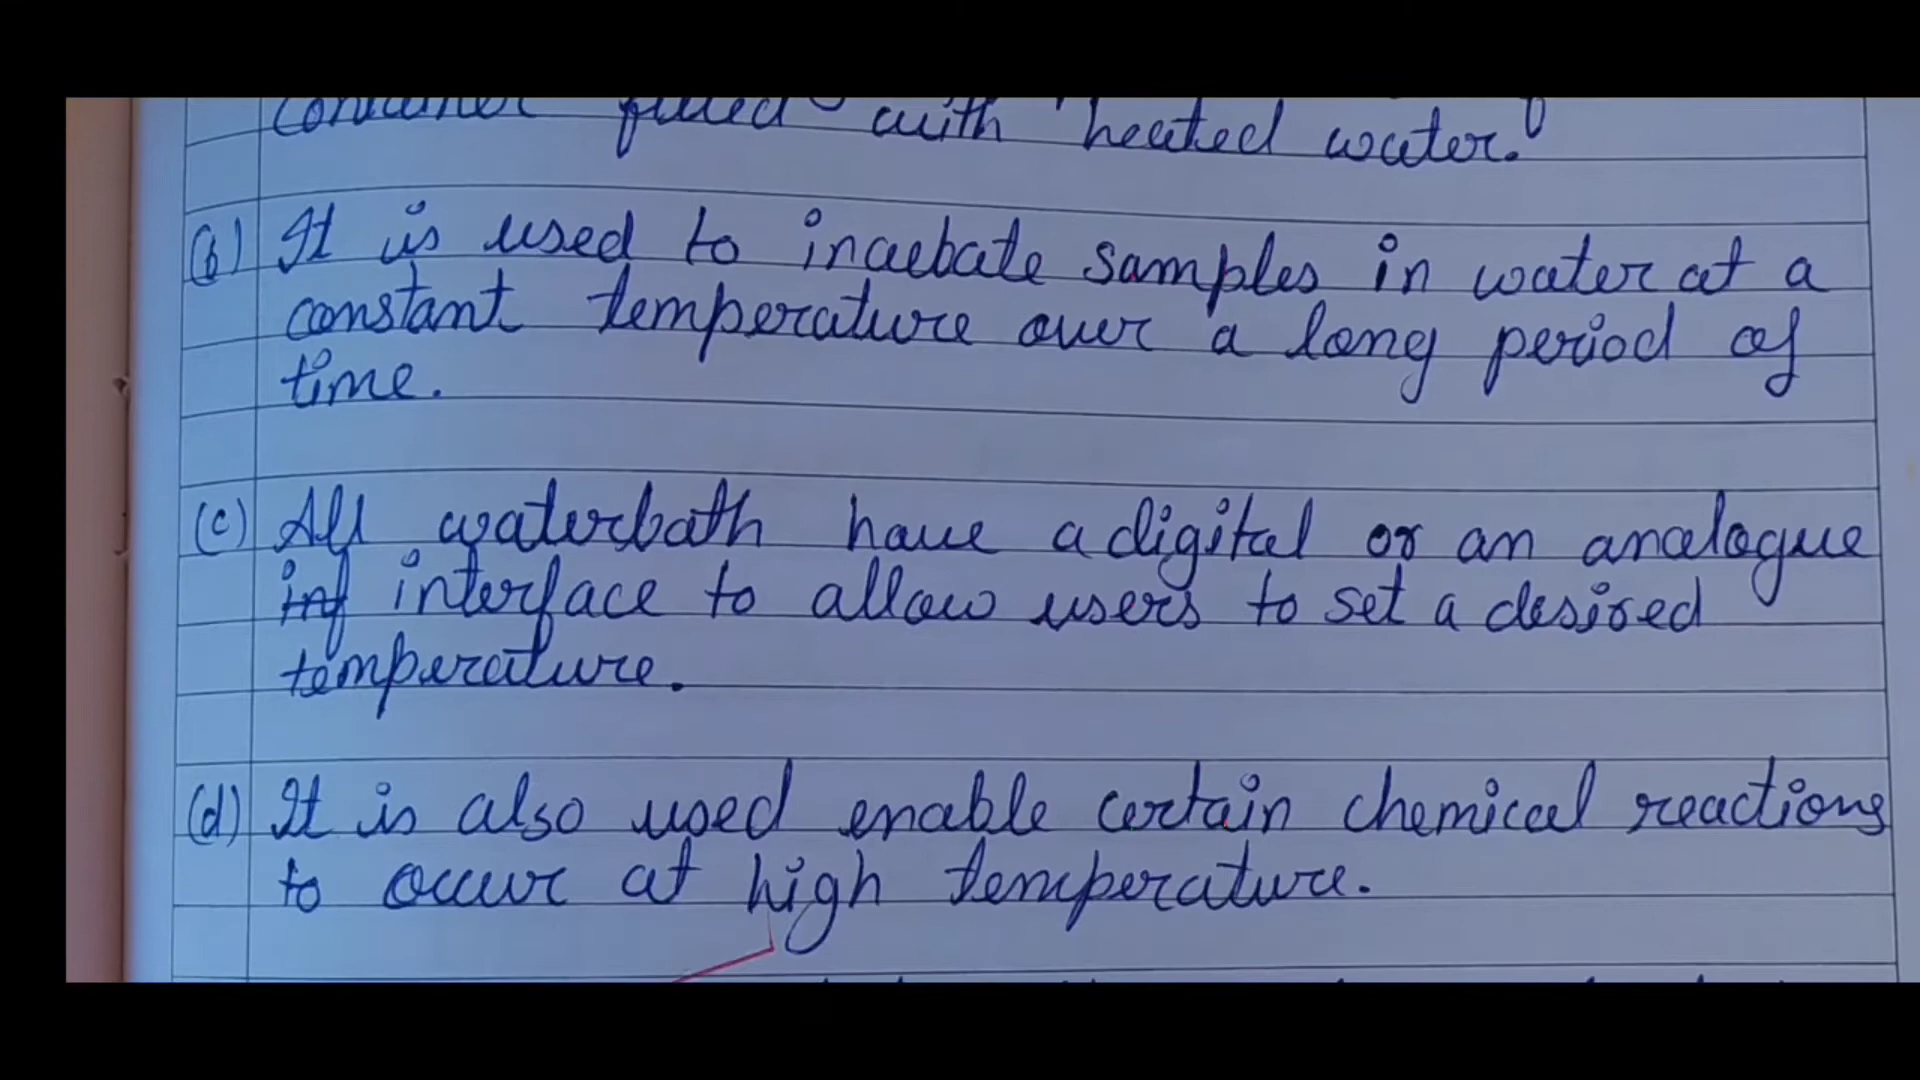 container filled with heated water.
(b) It is used to incubate samples in water at a
constant temperature over a long period of
time.
(c) All waterbath have a digital or an analogue
inf interface to allow users to set a desired
temperature.
(d) It is also used enable certain chemical reactions
to occur at high temperature.